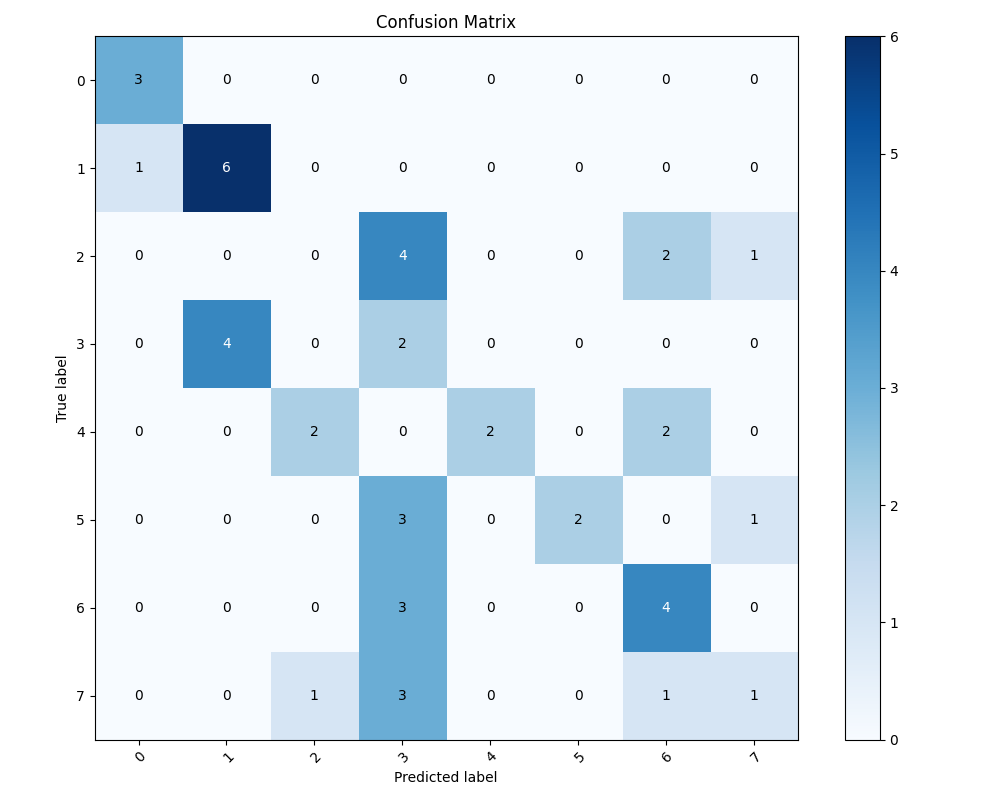 Confusion Matrix
0 3 0 0 0 0 0 0 0
1 1 6 0 0 0 0 0 0
2 0 0 0 4 0 0 2 1
3 0 4 0 2 0 0 0 0
4 0 0 2 0 2 0 2 0
5 0 0 0 3 0 2 0 1
6 0 0 0 3 0 0 4 0
7 0 0 1 3 0 0 1 1
0 1 2 3 4 5 6 7
True label
Predicted label
6
5
4
3
2
1
0